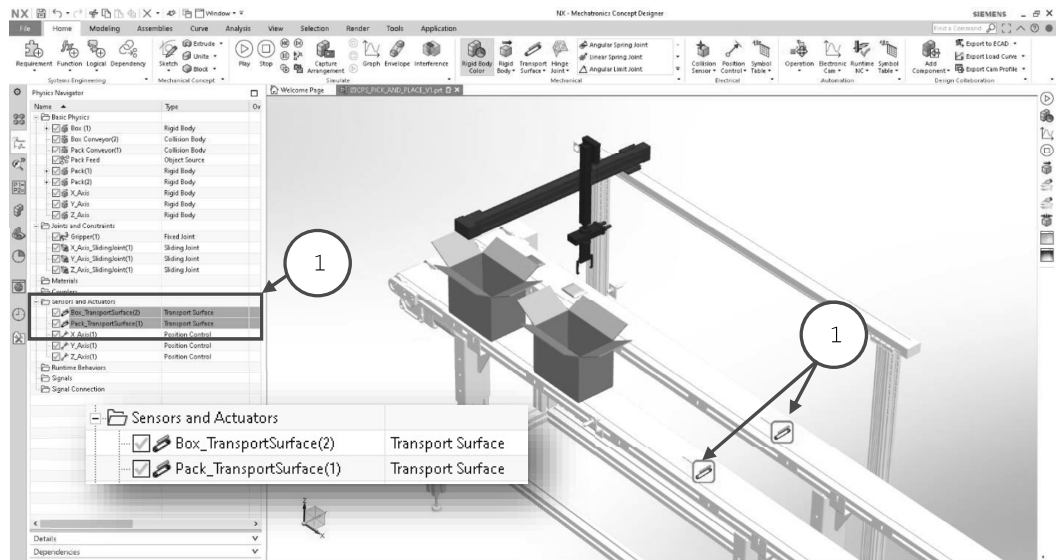 NX
Window
NX - Mechatronics Concept Designer
SIEMENS
File Home Modeling Assemblies Curve Analysis View Selection Render Tools Application
Find a Command
Requirement Function Logical Dependency
Systems Engineering
Sketch
Extrude
Unite
Block
Mechanical Concept
Play Stop
Capture Arrangement
Graph Envelope Interference
Simulate
Rigid Body Color
Rigid Body
Transport Surface
Hinge Joint
Angular Spring Joint
Linear Spring Joint
Angular Limit Joint
Mechanical
Collision Sensor
Position Control
Symbol Table
Electrical
Operation
Electronic Cam
Runtime NC
Symbol Table
Automation
Add Component
Export to ECAD
Export Load Curve
Export Cam Profile
Design Collaboration
Physics Navigator
Welcome Page
Name Type Ow
Basic Physics
Box (1) Rigid Body
Box Conveyor(2) Collision Body
Pack Conveyort(1) Collision Body
Pack Feed Object Source
Pack(1) Rigid Body
Pack(2) Rigid Body
X_Axis Rigid Body
Y_Axis Rigid Body
Z_Axis Rigid Body
Joints and Constraints
Gripper(1) Fixed Joint
X_Axis_SlidingJoint(1) Sliding Joint
Y_Axis_SlidingJoint(1) Sliding Joint
Z_Axis_SlidingJoint(1) Sliding Joint
Materials
Couplers
Sensors and Actuators
Box_TransportSurface(2) Transport Surface
Pack_TransportSurface(1) Transport Surface
X_Axis(1) Position Control
Y_Axis(1) Position Control
Z_Axis(1) Position Control
Runtime Behaviors
Signals
Signal Connection
1
1
Sensors and Actuators
Box_TransportSurface(2) Transport Surface
Pack_TransportSurface(1) Transport Surface
Details
Dependencies